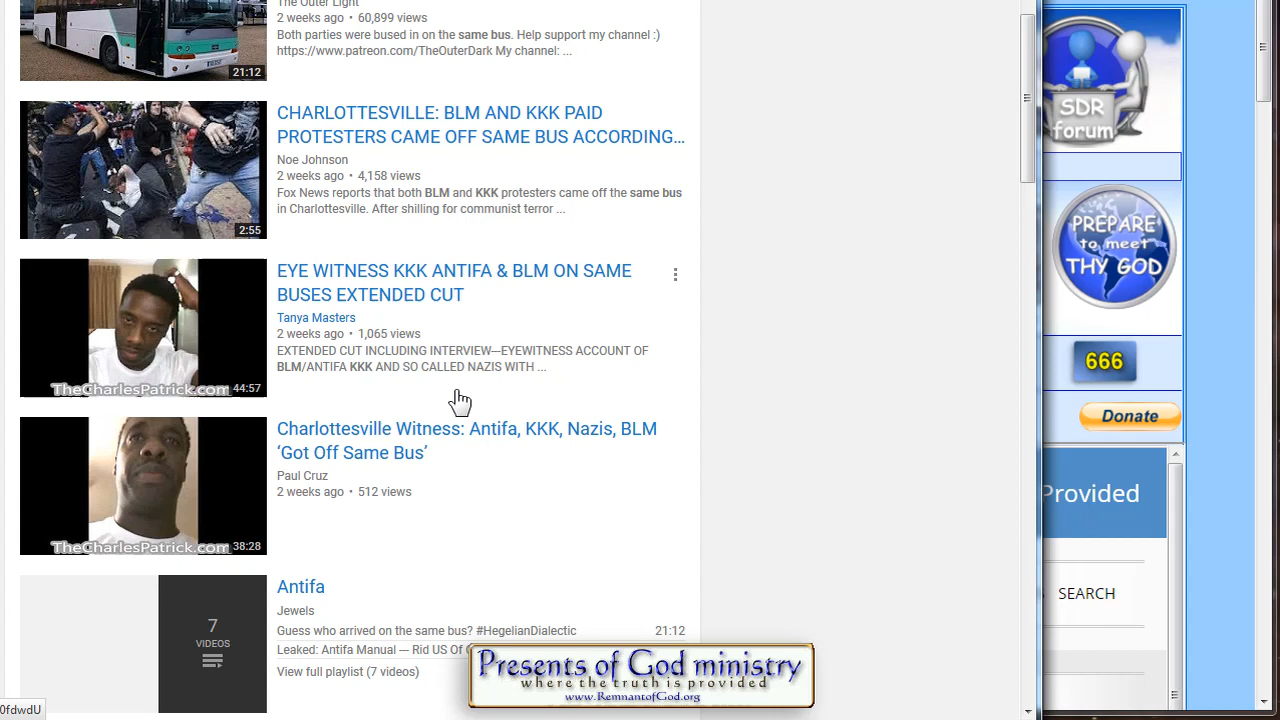 The Outer Light
2 weeks ago • 60,899 views
Both parties were bused in on the same bus. Help support my channel :)
https://www.patreon.com/TheOuterDark My channel: ...
21:12
CHARLOTTESVILLE: BLM AND KKK PAID
PROTESTERS CAME OFF SAME BUS ACCORDING...
Noe Johnson
2 weeks ago • 4,158 views
Fox News reports that both BLM and KKK protesters came off the same bus
in Charlottesville. After shilling for communist terror ...
2:55
EYE WITNESS KKK ANTIFA & BLM ON SAME
BUSES EXTENDED CUT
Tanya Masters
2 weeks ago • 1,065 views
EXTENDED CUT INCLUDING INTERVIEW---EYEWITNESS ACCOUNT OF
BLM/ANTIFA KKK AND SO CALLED NAZIS WITH ...
TheCharlesPatrick.com
44:57
Charlottesville Witness: Antifa, KKK, Nazis, BLM
‘Got Off Same Bus’
Paul Cruz
2 weeks ago • 512 views
TheCharlesPatrick.com
38:28
Antifa
Jewels
Guess who arrived on the same bus? #HegelianDialectic 21:12
Leaked: Antifa Manual — Rid US Of
View full playlist (7 videos)
7
VIDEOS
0fdwdU
Presents of God ministry
where the truth is provided
www.RemnantofGod.org
SDR
forum
PREPARE
to meet
THY GOD
666
Donate
Provided
SEARCH